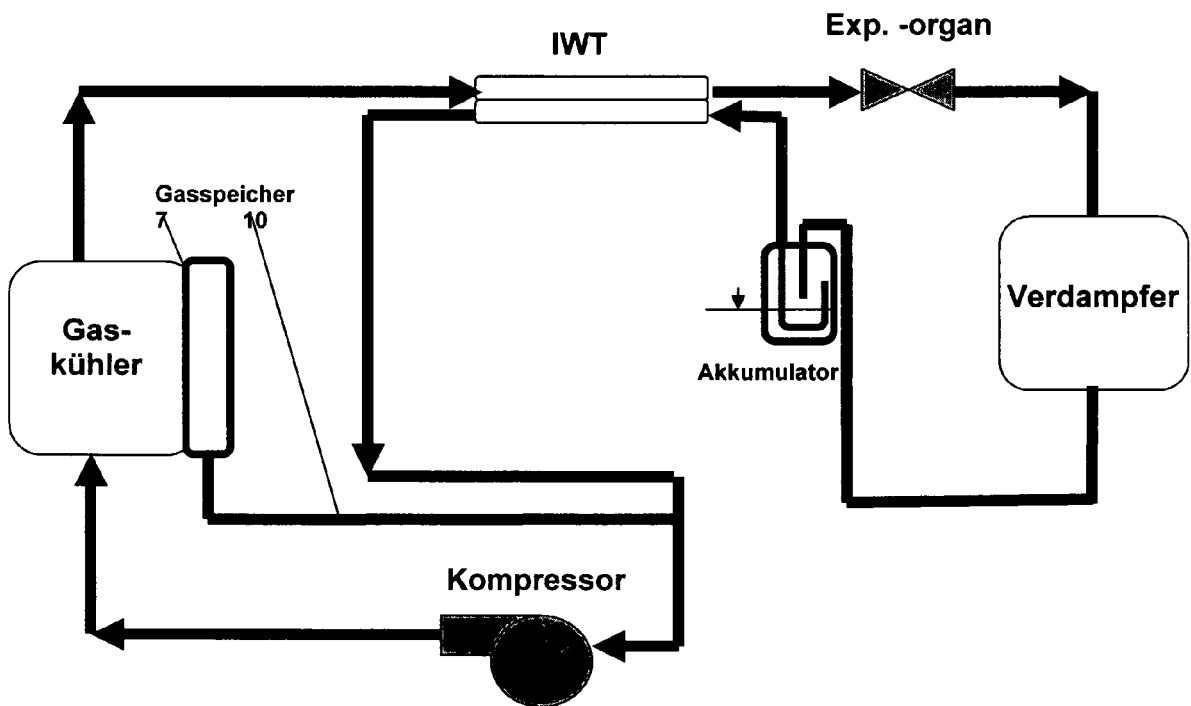 Exp. -organ
IWT
Gasspeicher
7 10
Gas-
kühler
Verdampfer
Akkumulator
Kompressor